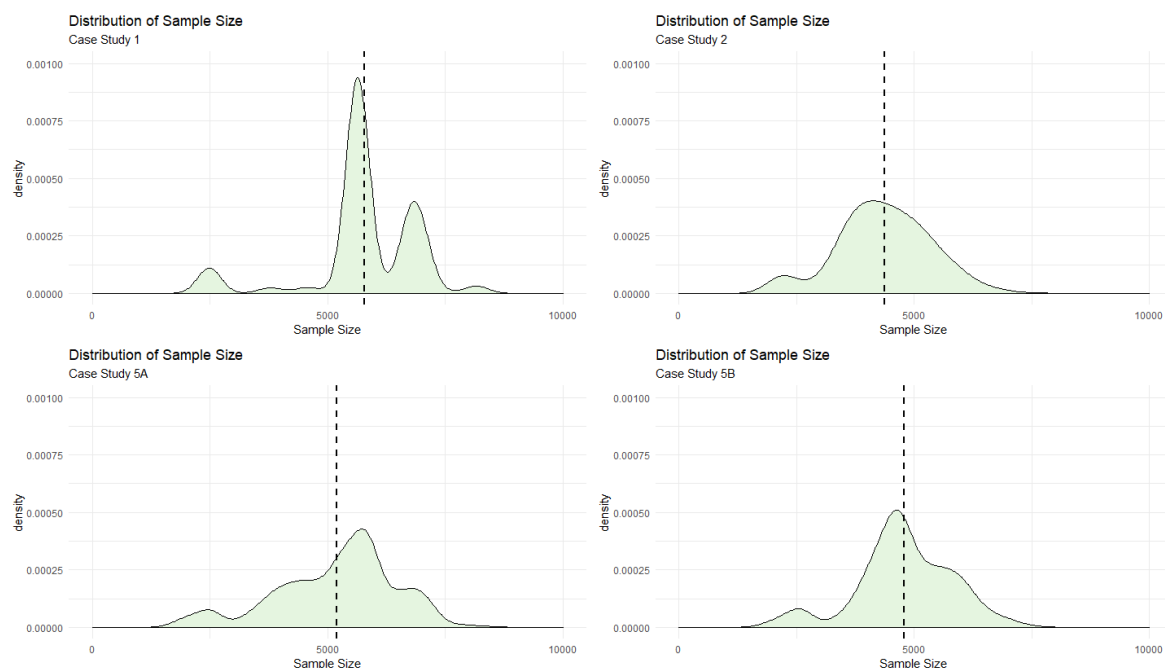 Distribution of Sample Size
Case Study 1
0.00100
0.00075
0.00050
0.00025
0.00000
density
0
5000
10000
Sample Size
Distribution of Sample Size
Case Study 2
0.00100
0.00075
0.00050
0.00025
0.00000
density
0
5000
10000
Sample Size
Distribution of Sample Size
Case Study 5A
0.00100
0.00075
0.00050
0.00025
0.00000
density
0
5000
10000
Sample Size
Distribution of Sample Size
Case Study 5B
0.00100
0.00075
0.00050
0.00025
0.00000
density
0
5000
10000
Sample Size